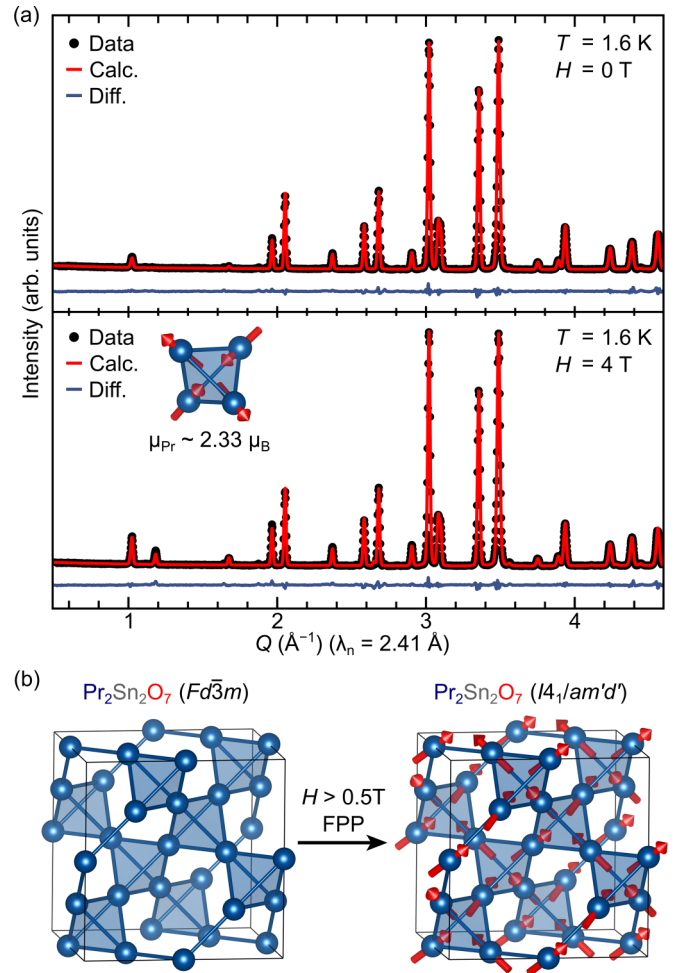 (a)
Data
Calc.
Diff.
T = 1.6 K
H = 0 T
Data
Calc.
Diff.
T = 1.6 K
H = 4 T
μPr ~ 2.33 μB
Intensity (arb. units)
1 2 3 4
Q (Å⁻¹) (λn = 2.41 Å)
(b)
Pr₂Sn₂O₇ (Fd3̅m) Pr₂Sn₂O₇ (I4₁/am'd')
H > 0.5T
FPP